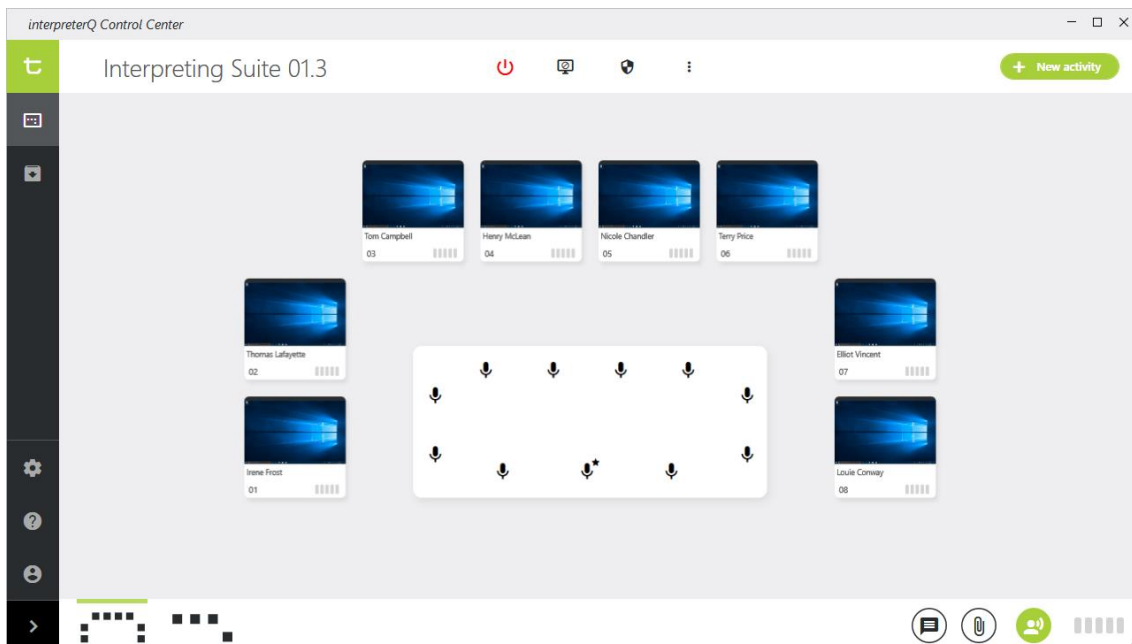 interpreterQ Control Center
Interpreting Suite 01.3
New activity
Tom Campbell
03
Henry McLean
04
Nicole Chandler
05
Terry Price
06
Thomas Lafayette
02
Elliot Vincent
07
Irene Frost
01
Louie Conway
08